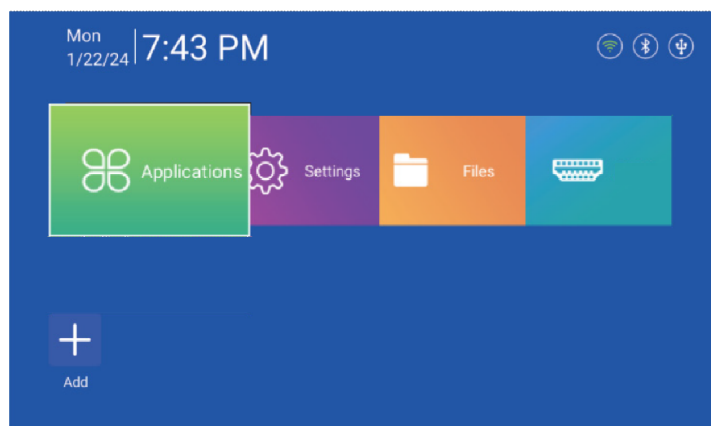 Mon
1/22/24
7:43 PM
Applications
Settings
Files
Add